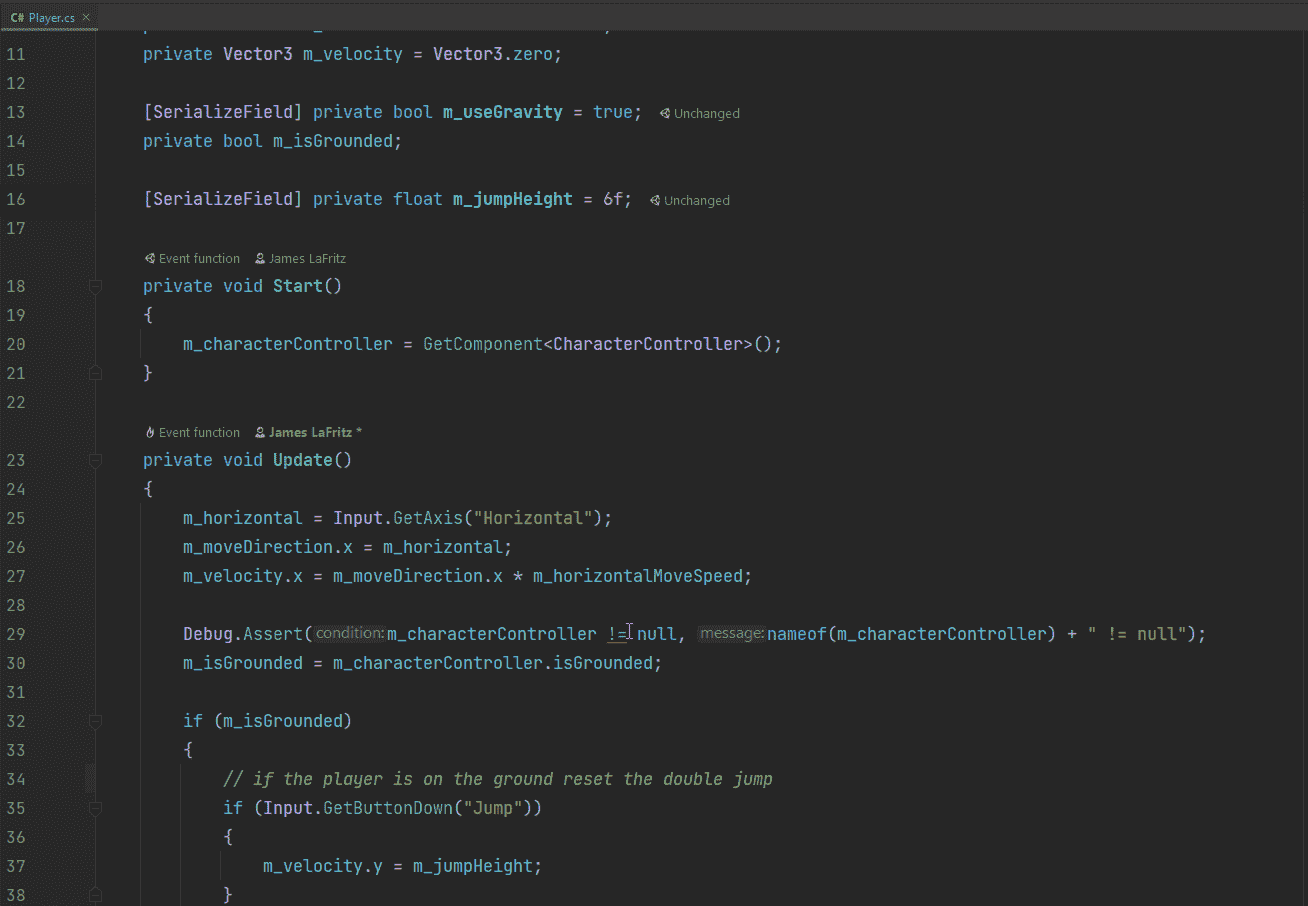 C# Player.cs ×
11 private Vector3 m_velocity = Vector3.zero;
12
13 [SerializeField] private bool m_useGravity = true; Unchanged
14 private bool m_isGrounded;
15
16 [SerializeField] private float m_jumpHeight = 6f; Unchanged
17
Event function James LaFritz
18 private void Start()
19 {
20 m_characterController = GetComponent<CharacterController>();
21 }
22
Event function James LaFritz *
23 private void Update()
24 {
25 m_horizontal = Input.GetAxis("Horizontal");
26 m_moveDirection.x = m_horizontal;
27 m_velocity.x = m_moveDirection.x * m_horizontalMoveSpeed;
28
29 Debug.Assert(condition: m_characterController != null, message: nameof(m_characterController) + " != null");
30 m_isGrounded = m_characterController.isGrounded;
31
32 if (m_isGrounded)
33 {
34 // if the player is on the ground reset the double jump
35 if (Input.GetButtonDown("Jump"))
36 {
37 m_velocity.y = m_jumpHeight;
38 }